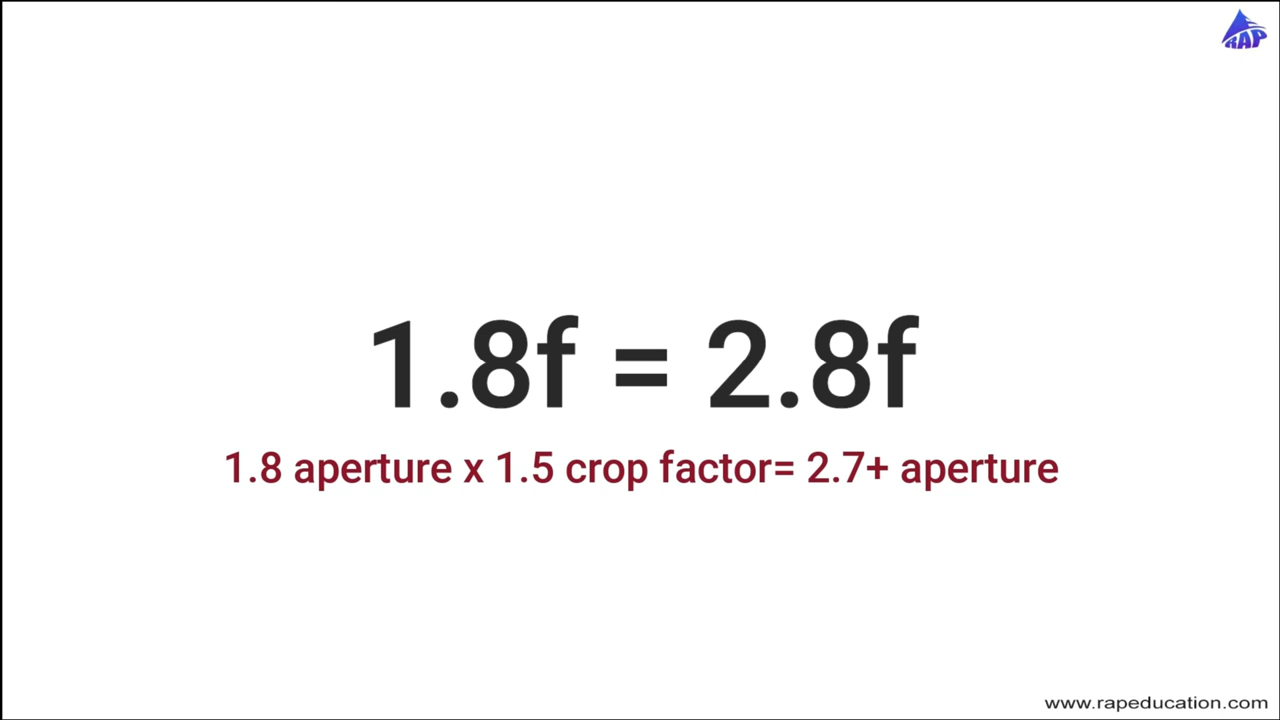 RAP
1.8f = 2.8f
1.8 aperture x 1.5 crop factor= 2.7+ aperture
www.rapeducation.com